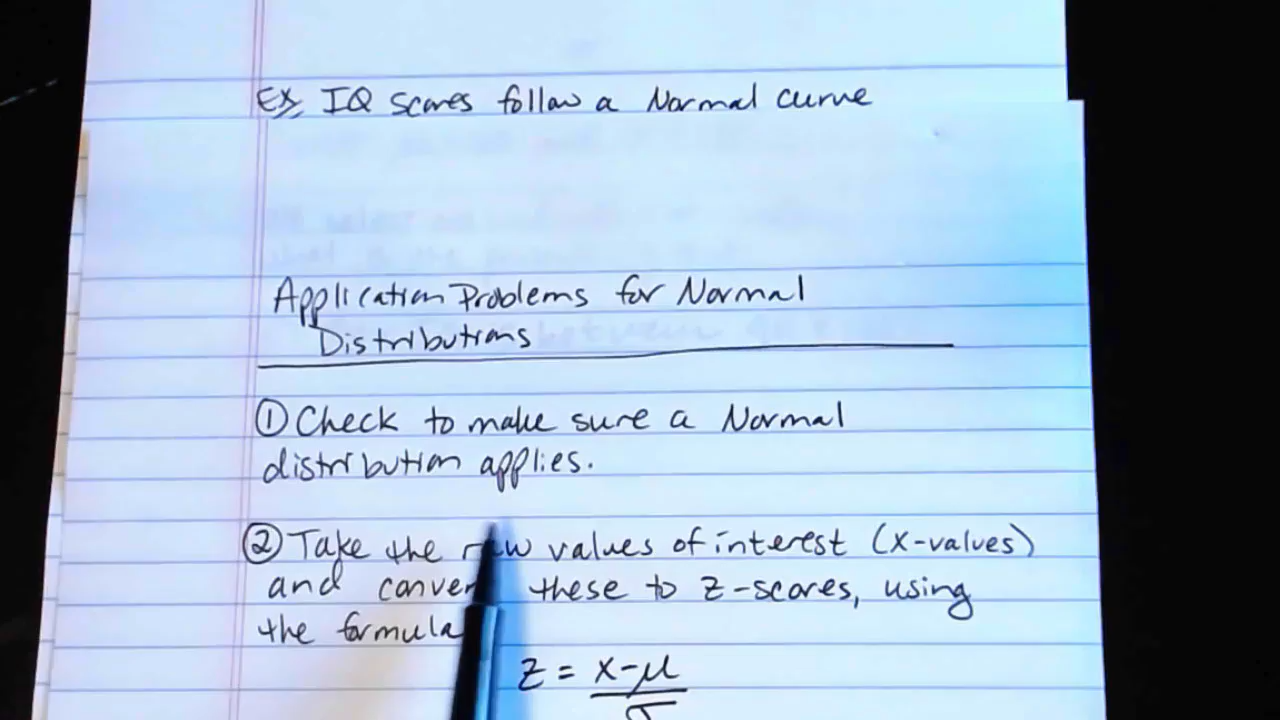 Ex, IQ scores follow a Normal curve
Application Problems for Normal
Distributions
① Check to make sure a Normal
distribution applies.
② Take the raw values of interest (x-values)
and these to z-scores, using
the formula
z = x-μ
σ